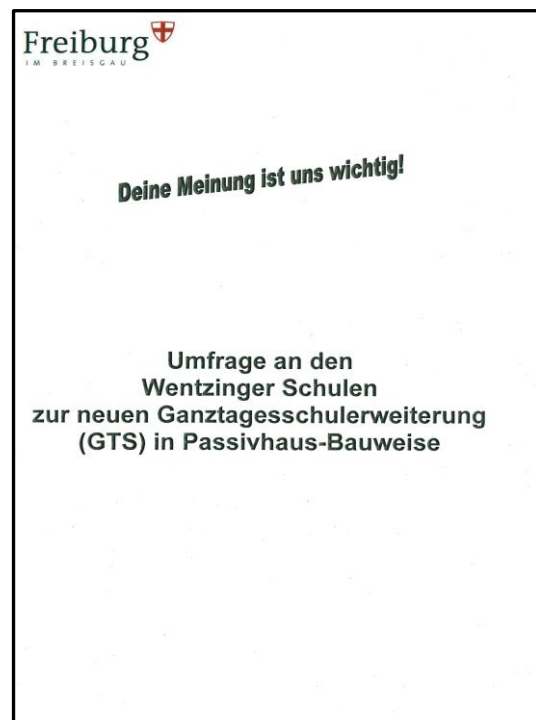 Freiburg
IM BREISGAU
Deine Meinung ist uns wichtig!
Umfrage an den
Wentzinger Schulen
zur neuen Ganztagesschulerweiterung
(GTS) in Passivhaus-Bauweise